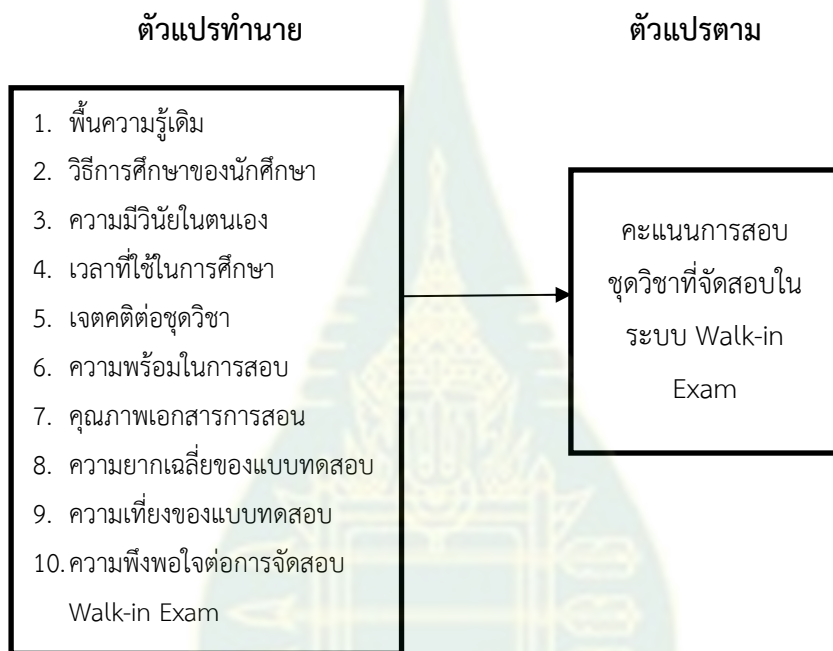 ตัวแปรทำนาย
ตัวแปรตาม
1. พื้นความรู้เดิม
2. วิธีการศึกษาของนักศึกษา
3. ความมีวินัยในตนเอง
4. เวลาที่ใช้ในการศึกษา
5. เจตคติต่อชุดวิชา
6. ความพร้อมในการสอบ
7. คุณภาพเอกสารการสอน
8. ความยากเฉลี่ยของแบบทดสอบ
9. ความเที่ยงของแบบทดสอบ
10. ความพึงพอใจต่อการจัดสอบ
Walk-in Exam
คะแนนการสอบ
ชุดวิชาที่จัดสอบใน
ระบบ Walk-in
Exam